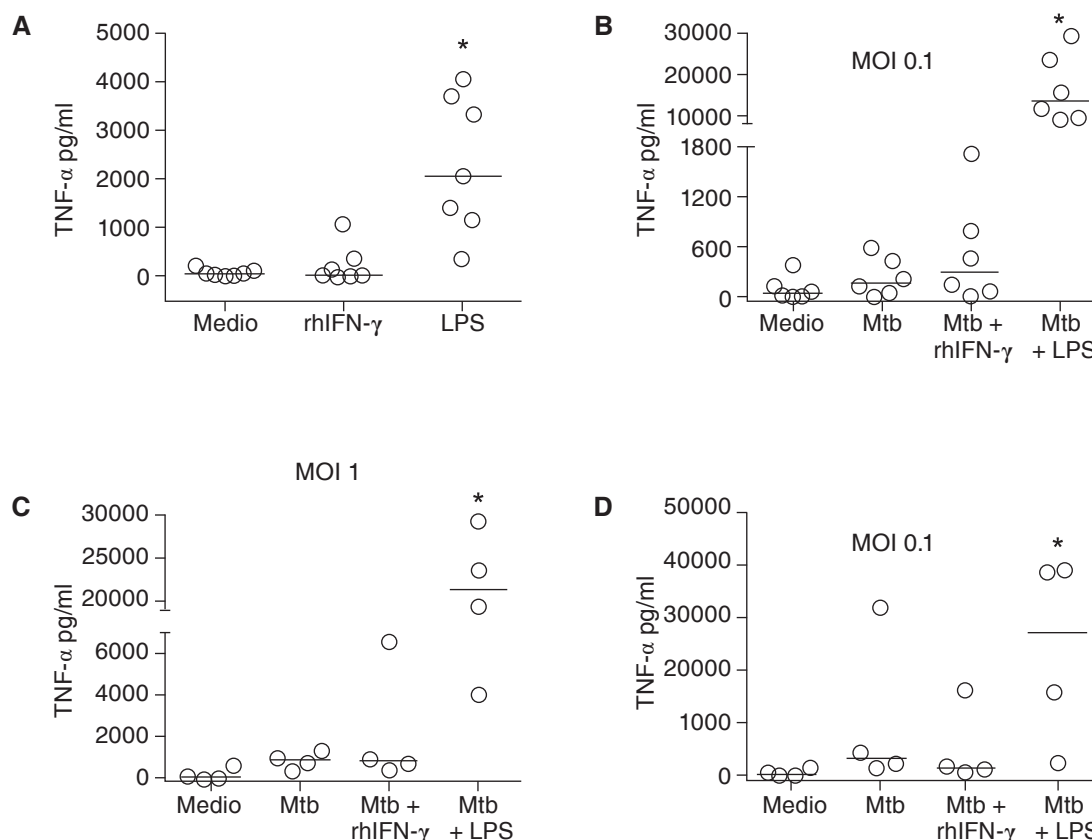 A
TNF-α pg/ml
5000
4000
3000
2000
1000
0
*
Medio
rhIFN-γ
LPS
B
TNF-α pg/ml
MOI 0.1
30000
20000
10000
1800
600
0
*
Medio
Mtb
Mtb +
rhIFN-γ
Mtb
+ LPS
C
MOI 1
TNF-α pg/ml
30000
25000
20000
6000
4000
2000
0
*
Medio
Mtb
Mtb +
rhIFN-γ
Mtb
+ LPS
D
TNF-α pg/ml
MOI 0.1
50000
40000
30000
20000
1000
0
*
Medio
Mtb
Mtb +
rhIFN-γ
Mtb
+ LPS